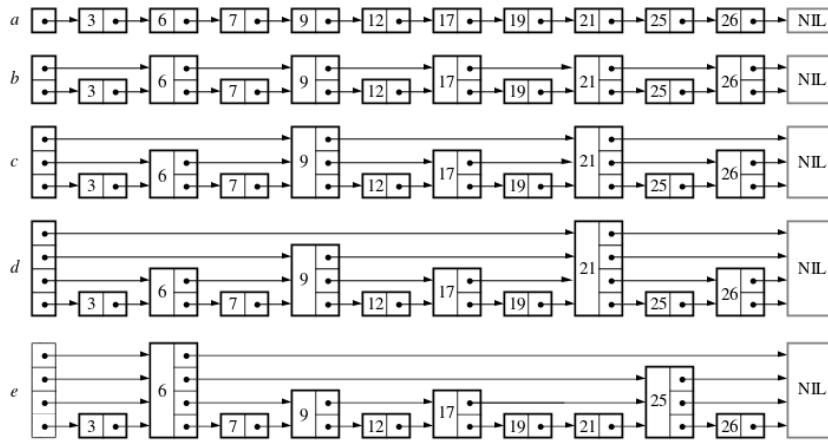 a 3 6 7 9 12 17 19 21 25 26 NIL
b 3 6 7 9 12 17 19 21 25 26 NIL
c 3 6 7 9 12 17 19 21 25 26 NIL
d 3 6 7 9 12 17 19 21 25 26 NIL
e 3 6 7 9 12 17 19 21 25 26 NIL